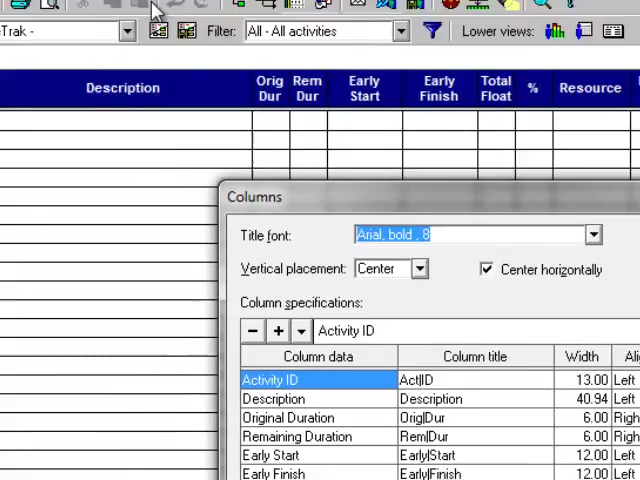 eTrak - Filter: All - All activities Lower views:
Description Orig Dur Rem Dur Early Start Early Finish Total Float % Resource
Columns
Title font: Arial, bold , 8
Vertical placement: Center Center horizontally
Column specifications:
− + Activity ID
Column data Column title Width Ali
Activity ID Act|ID 13.00 Left
Description Description 40.94 Left
Original Duration Orig|Dur 6.00 Right
Remaining Duration Rem|Dur 6.00 Right
Early Start Early|Start 12.00 Left
Early Finish Early|Finish 12.00 Left